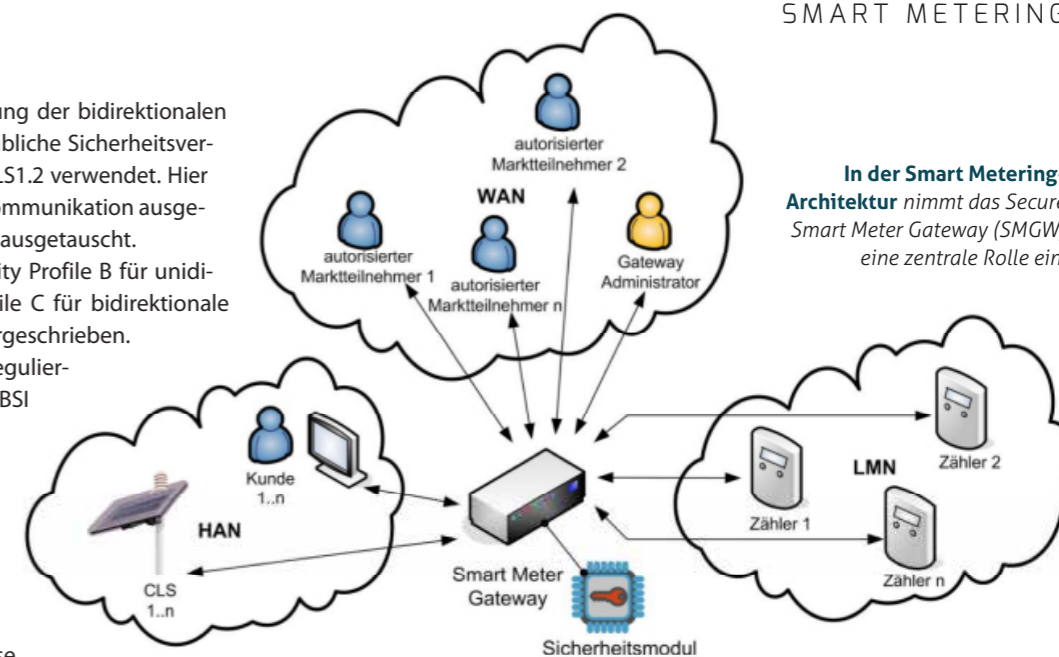 SMART METERING
ung der bidirektionalen
bliche Sicherheitsver-
LS1.2 verwendet. Hier
ommunikation ausge-
ausgetauscht.
ity Profile B für unidi-
ile C für bidirektionale
rgeschrieben.
egulier-
BSI
se
In der Smart Metering-
Architektur nimmt das Secure
Smart Meter Gateway (SMGW
eine zentrale Rolle ein
autorisierter
Marktteilnehmer 2
WAN
autorisierter
Marktteilnehmer 1
autorisierter
Marktteilnehmer n
Gateway
Administrator
Kunde
1..n
HAN
CLS
1..n
Smart Meter
Gateway
Sicherheitsmodul
LMN
Zähler 1
Zähler 2
Zähler n